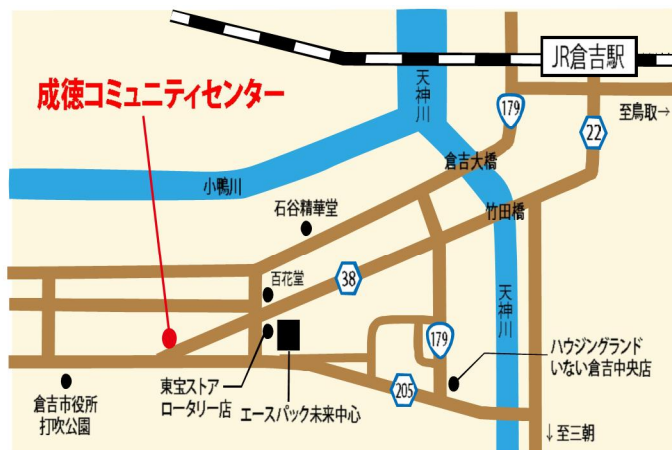 JR倉吉駅
天神川
179
22
至鳥取→
成徳コミュニティセンター
倉吉大橋
小鴨川
竹田橋
石谷精華堂
38
百花堂
天神川
179
ハウジングランド
いない倉吉中央店
東宝ストア
ロータリー店
エースパック未来中心
205
倉吉市役所
打吹公園
↓至三朝